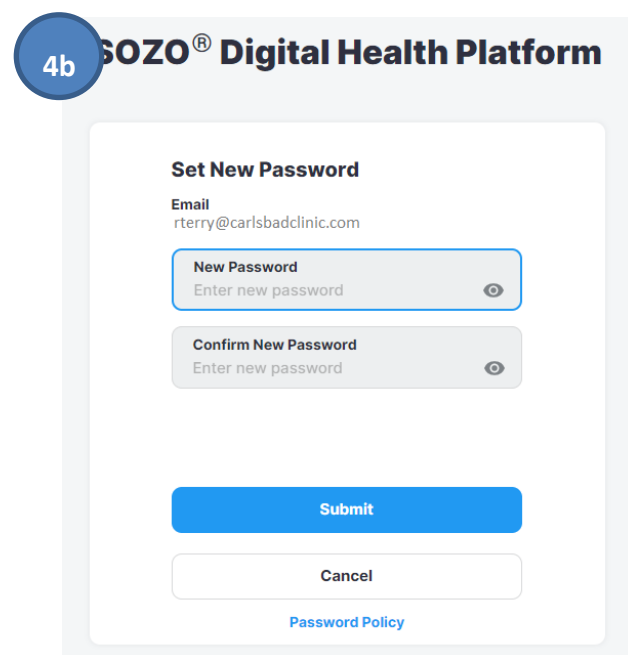 4b
SOZO® Digital Health Platform
Set New Password
Email
rterry@carlsbadclinic.com
New Password
Enter new password
Confirm New Password
Enter new password
Submit
Cancel
Password Policy